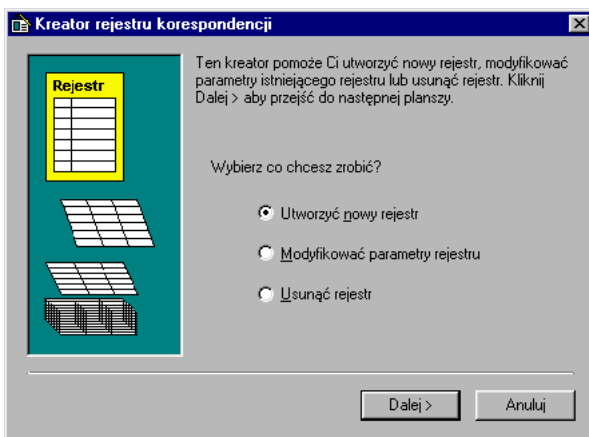 Kreator rejestru korespondencji
Rejestr
Ten kreator pomoże Ci utworzyć nowy rejestr, modyfikować
parametry istniejącego rejestru lub usunąć rejestr. Kliknij
Dalej > aby przejść do następnej planszy.
Wybierz co chcesz zrobić?
Utworzyć nowy rejestr
Modyfikować parametry rejestru
Usunąć rejestr
Dalej >
Anuluj